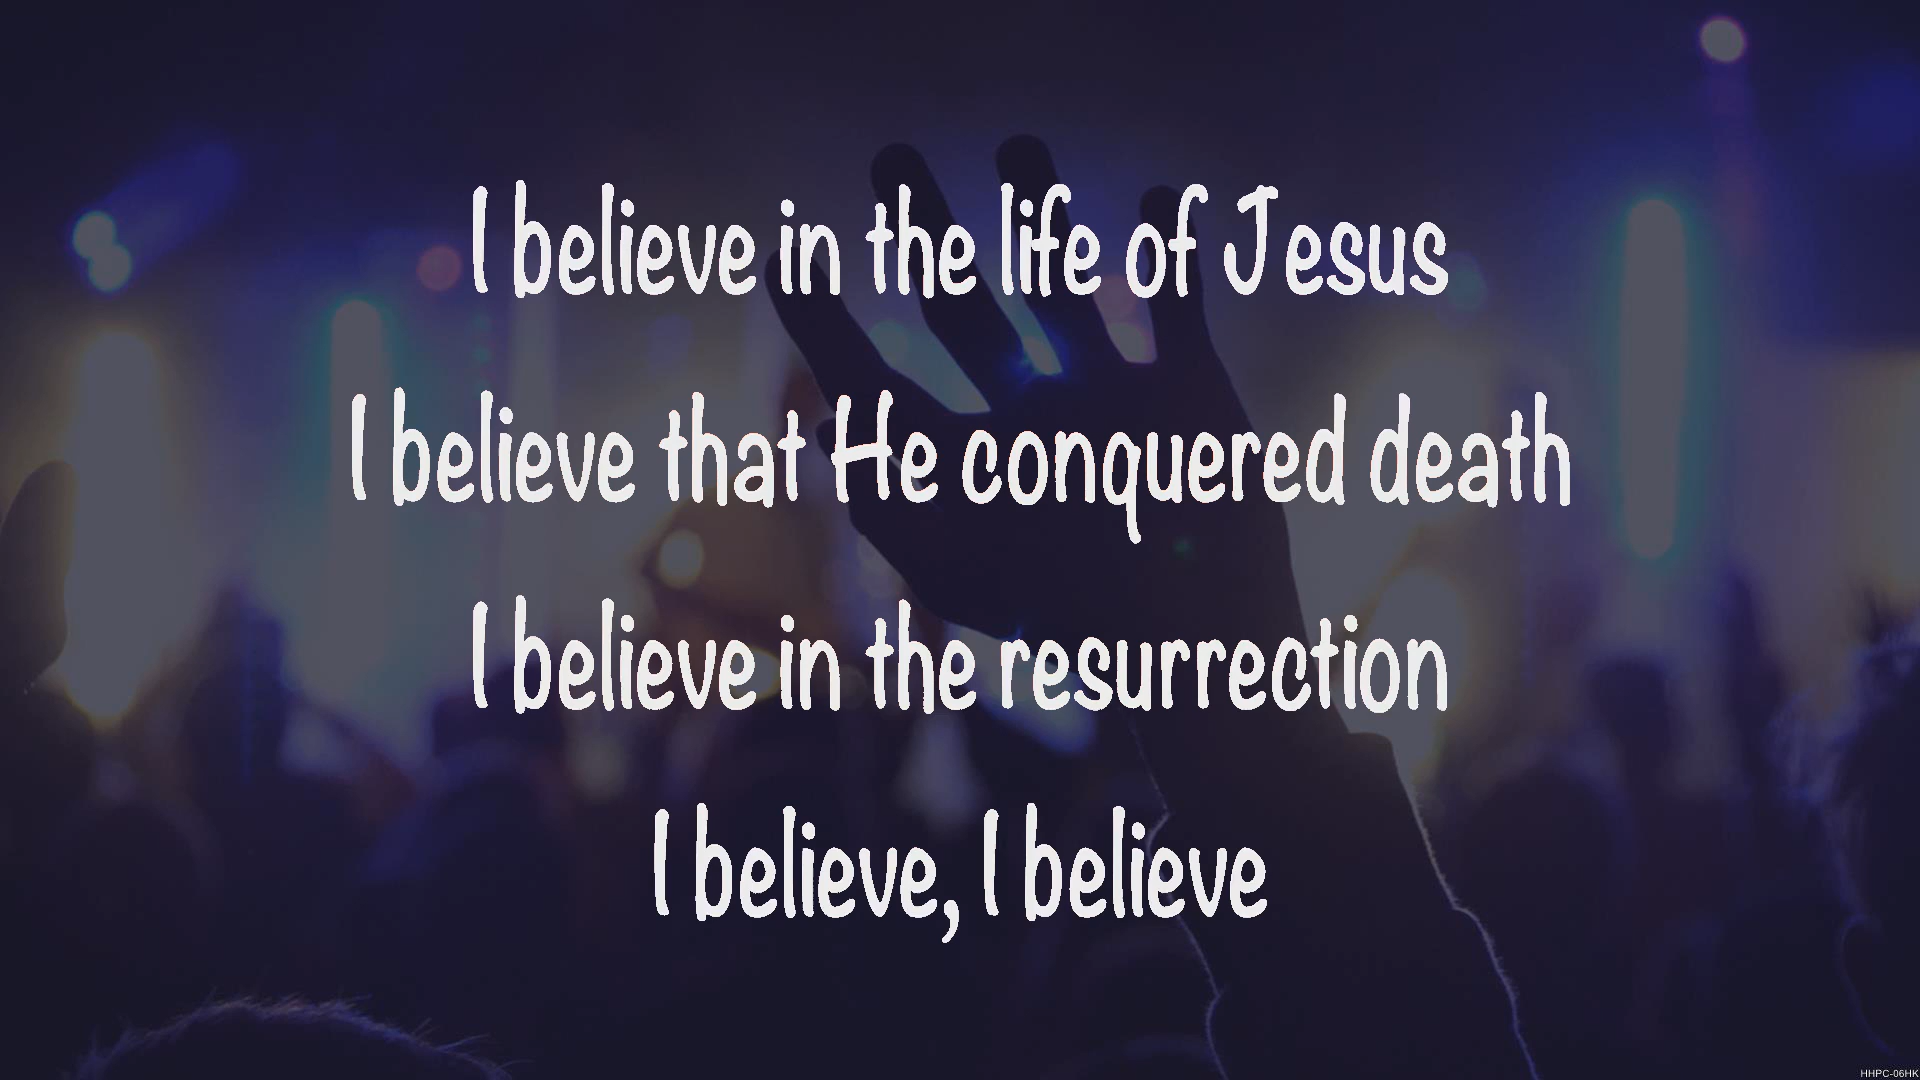 I believe in the life of Jesus
I believe that He conquered death
I believe in the resurrection
I believe, I believe
HHPC-06HK